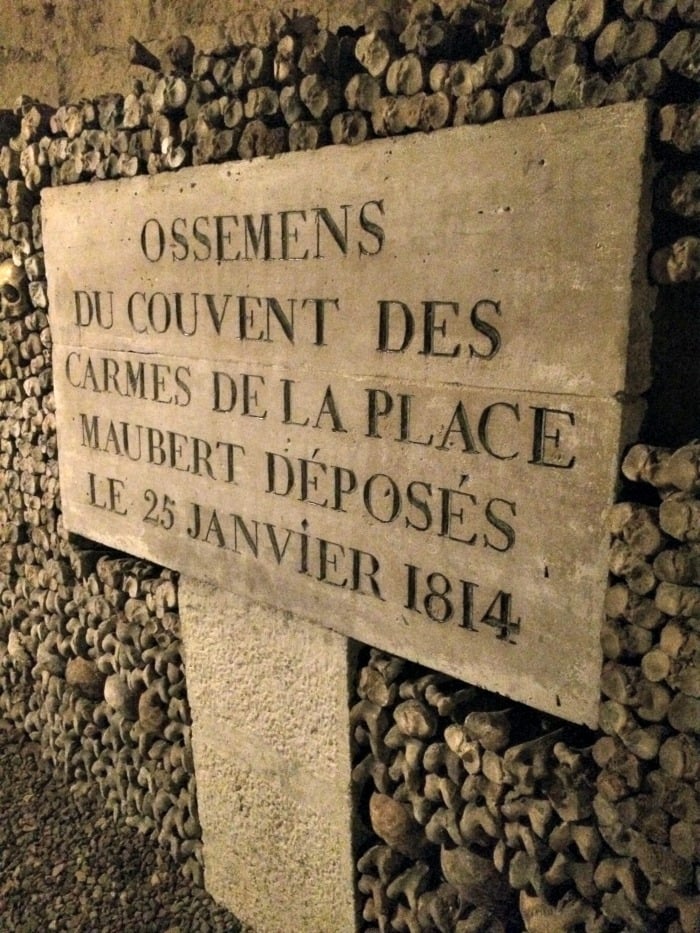 OSSEMENS
DU COUVENT DES
CARMES DE LA PLACE
MAUBERT DÉPOSÉS
LE 25 JANVIER 1814